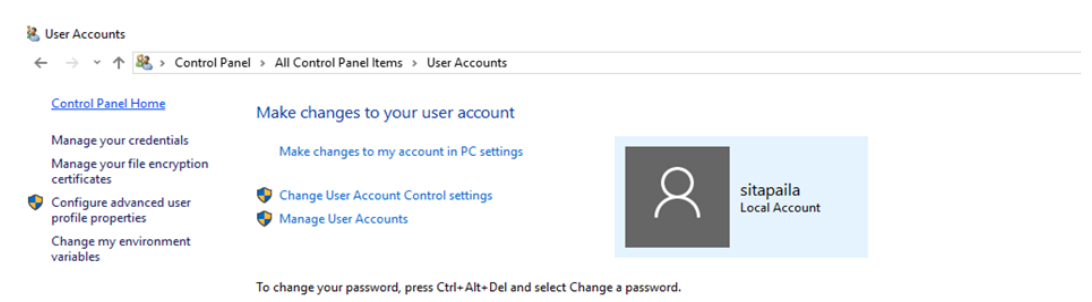 User Accounts
Control Panel > All Control Panel Items > User Accounts
Control Panel Home
Manage your credentials
Manage your file encryption
certificates
Configure advanced user
profile properties
Change my environment
variables
Make changes to your user account
Make changes to my account in PC settings
Change User Account Control settings
Manage User Accounts
sitapaila
Local Account
To change your password, press Ctrl+Alt+Del and select Change a password.